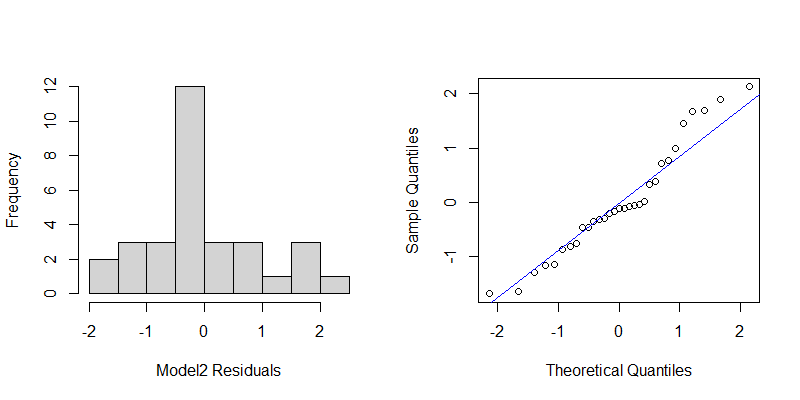 Frequency
0 2 4 6 8 10 12
-2 -1 0 1 2
Model2 Residuals
Sample Quantiles
-1 0 1 2
-2 -1 0 1 2
Theoretical Quantiles